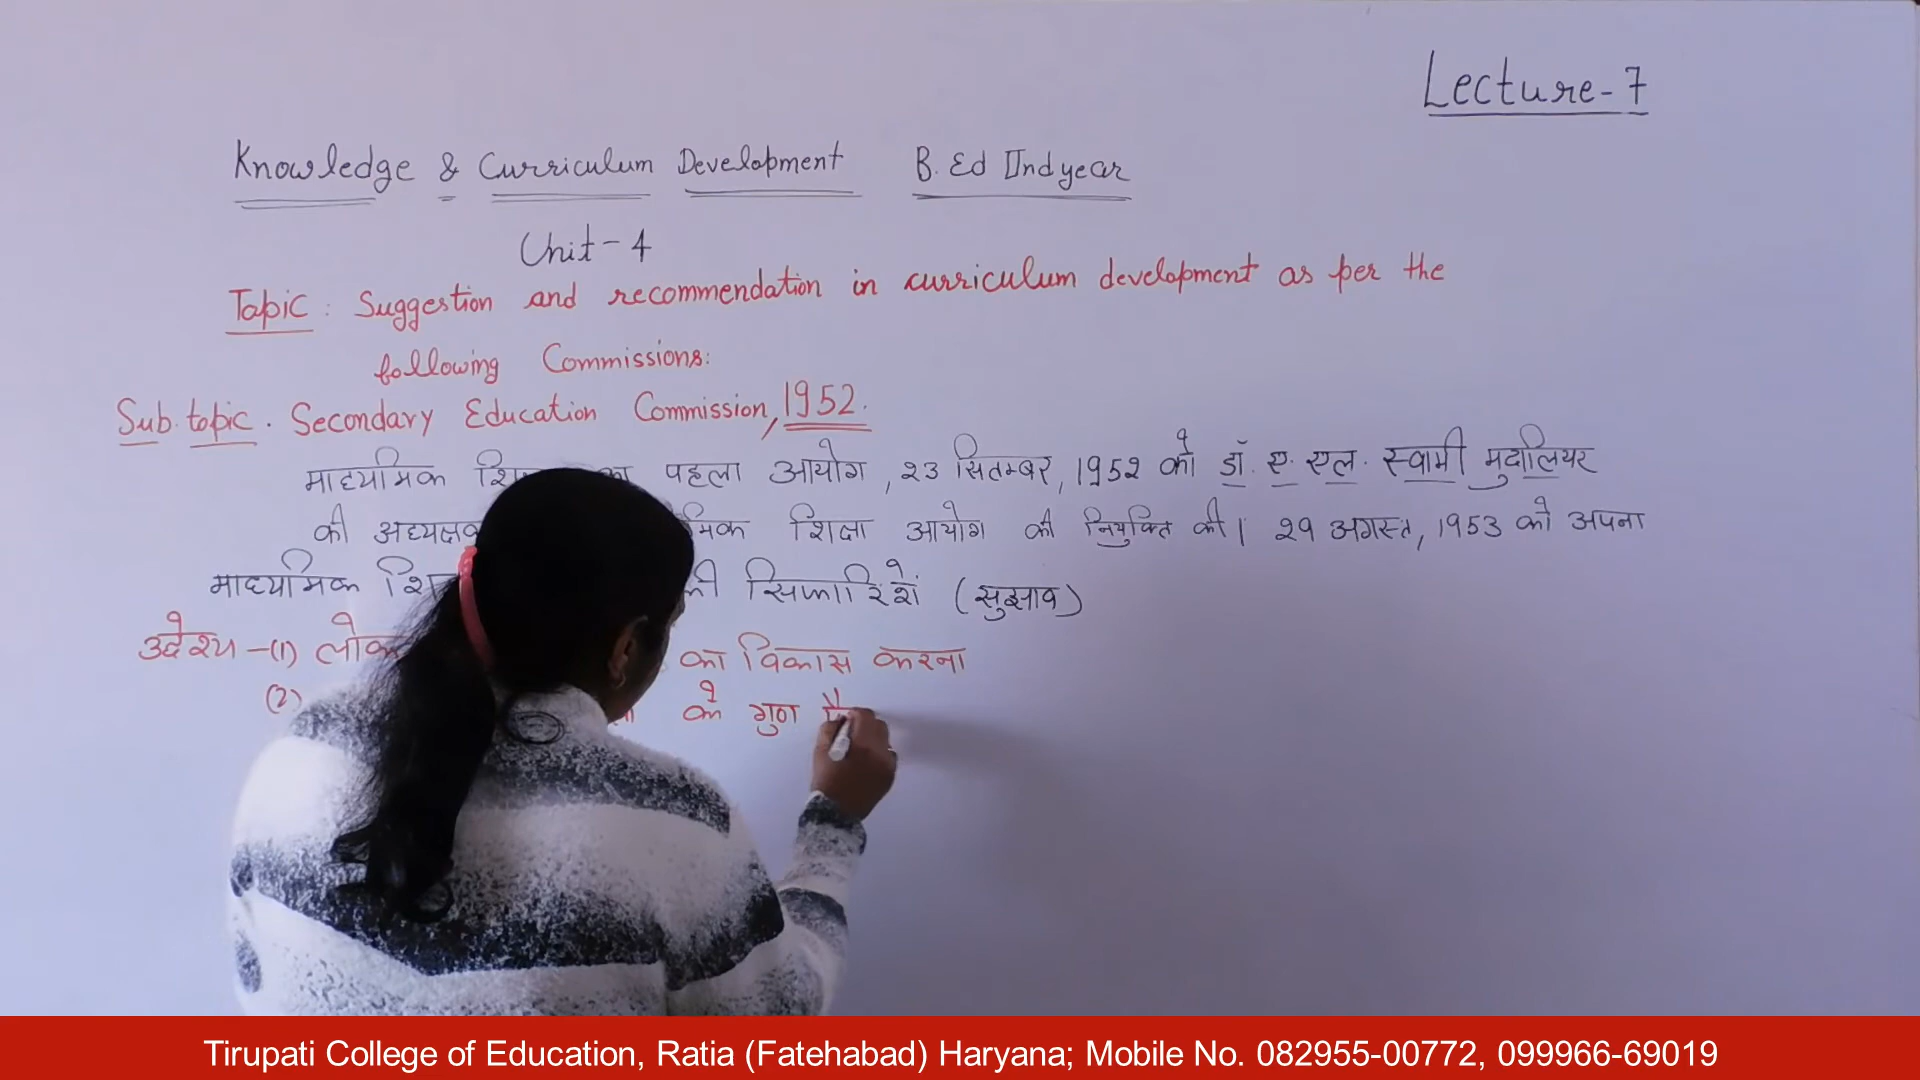 Lecture-7
Knowledge & Curriculum Development B.Ed IInd year
Unit-4
Topic: Suggestion and recommendation in curriculum development as per the
following Commissions:
Sub.topic. Secondary Education Commission, 1952.
माध्यमिक पहला आयोग, 23 सितम्बर, 1952 को डॉ. ए. एल. स्वामी मुदालियर
की शिक्षा आयोग की नियुक्ति की। 29 अगस्त, 1953 को अपना
माध्यमिक की सिफारिशें (सुझाव)
उद्देश्य -(1) का विकास करना
(2) के गुण
Tirupati College of Education, Ratia (Fatehabad) Haryana; Mobile No. 082955-00772, 099966-69019